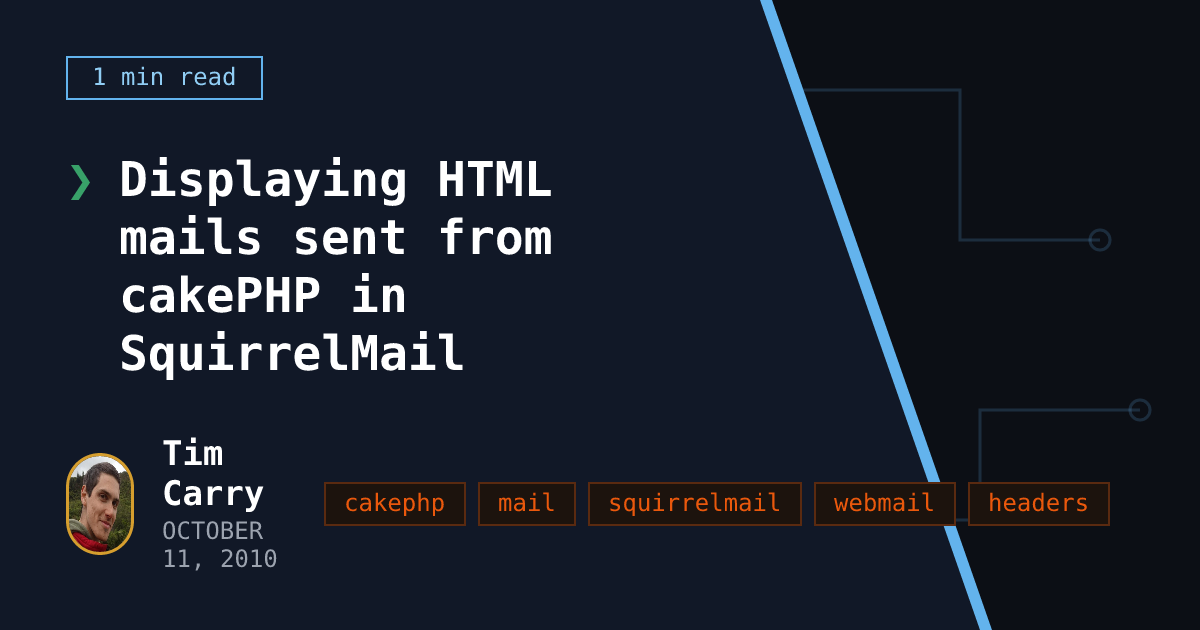 1 min read
❯ Displaying HTML
mails sent from
cakePHP in
SquirrelMail
Tim
Carry
OCTOBER
11, 2010
cakephp mail squirrelmail webmail headers